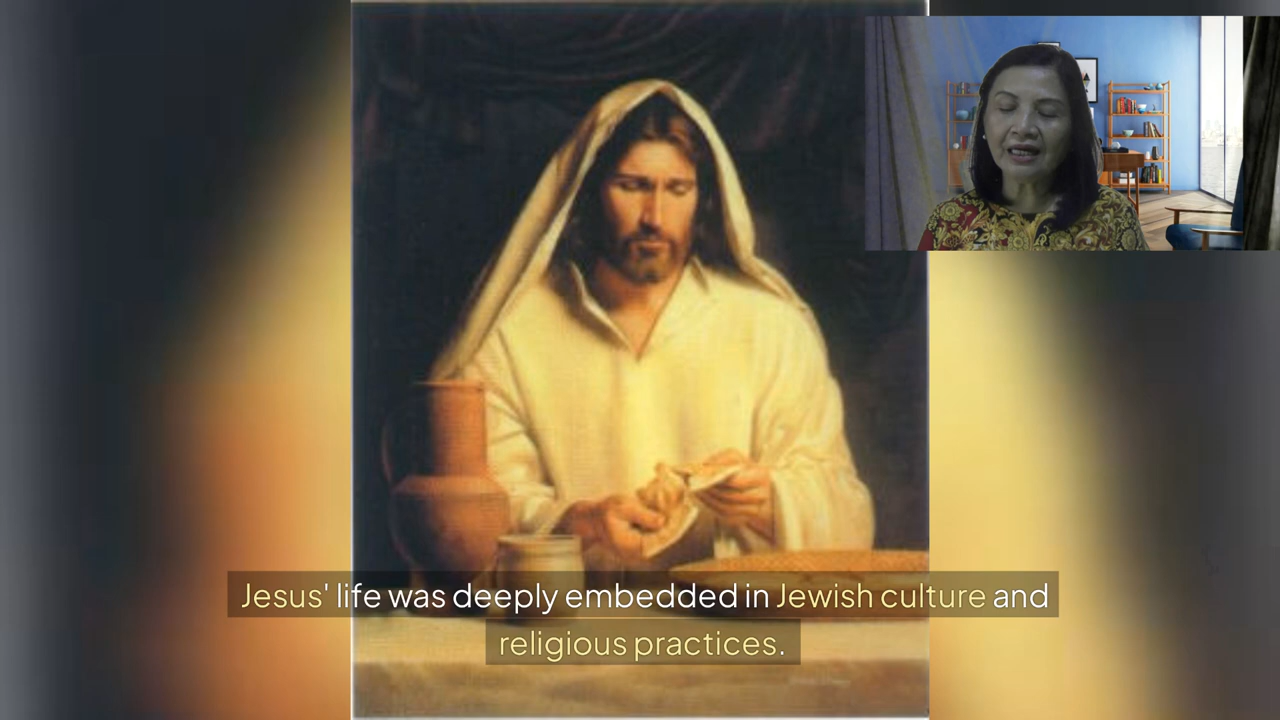 Jesus' life was deeply embedded in Jewish culture and
religious practices.